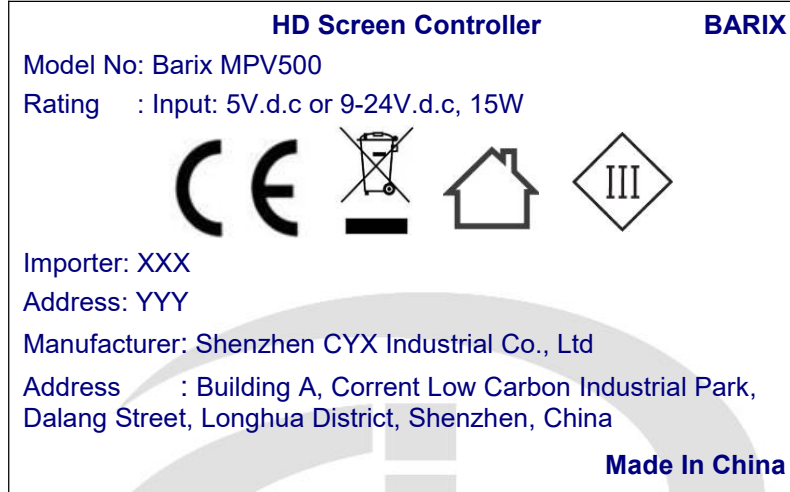 HD Screen Controller BARIX
Model No: Barix MPV500
Rating : Input: 5V.d.c or 9-24V.d.c, 15W
CE III
Importer: XXX
Address: YYY
Manufacturer: Shenzhen CYX Industrial Co., Ltd
Address : Building A, Corrent Low Carbon Industrial Park,
Dalang Street, Longhua District, Shenzhen, China
Made In China